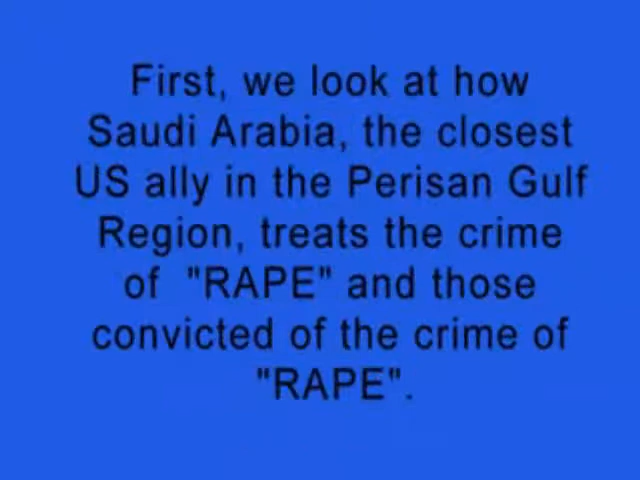 First, we look at how
Saudi Arabia, the closest
US ally in the Perisan Gulf
Region, treats the crime
of "RAPE" and those
convicted of the crime of
"RAPE".